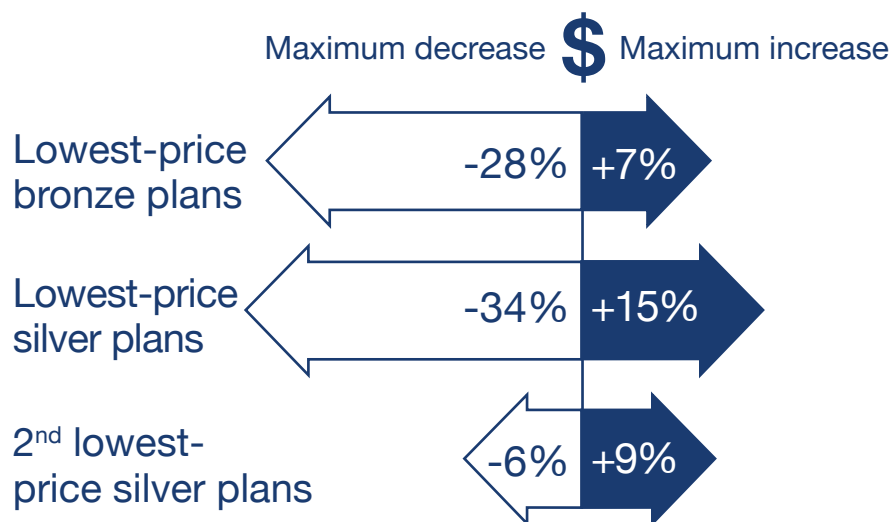 Maximum decrease $ Maximum increase
Lowest-price
bronze plans
-28% +7%
Lowest-price
silver plans
-34% +15%
2nd lowest-
price silver plans
-6% +9%